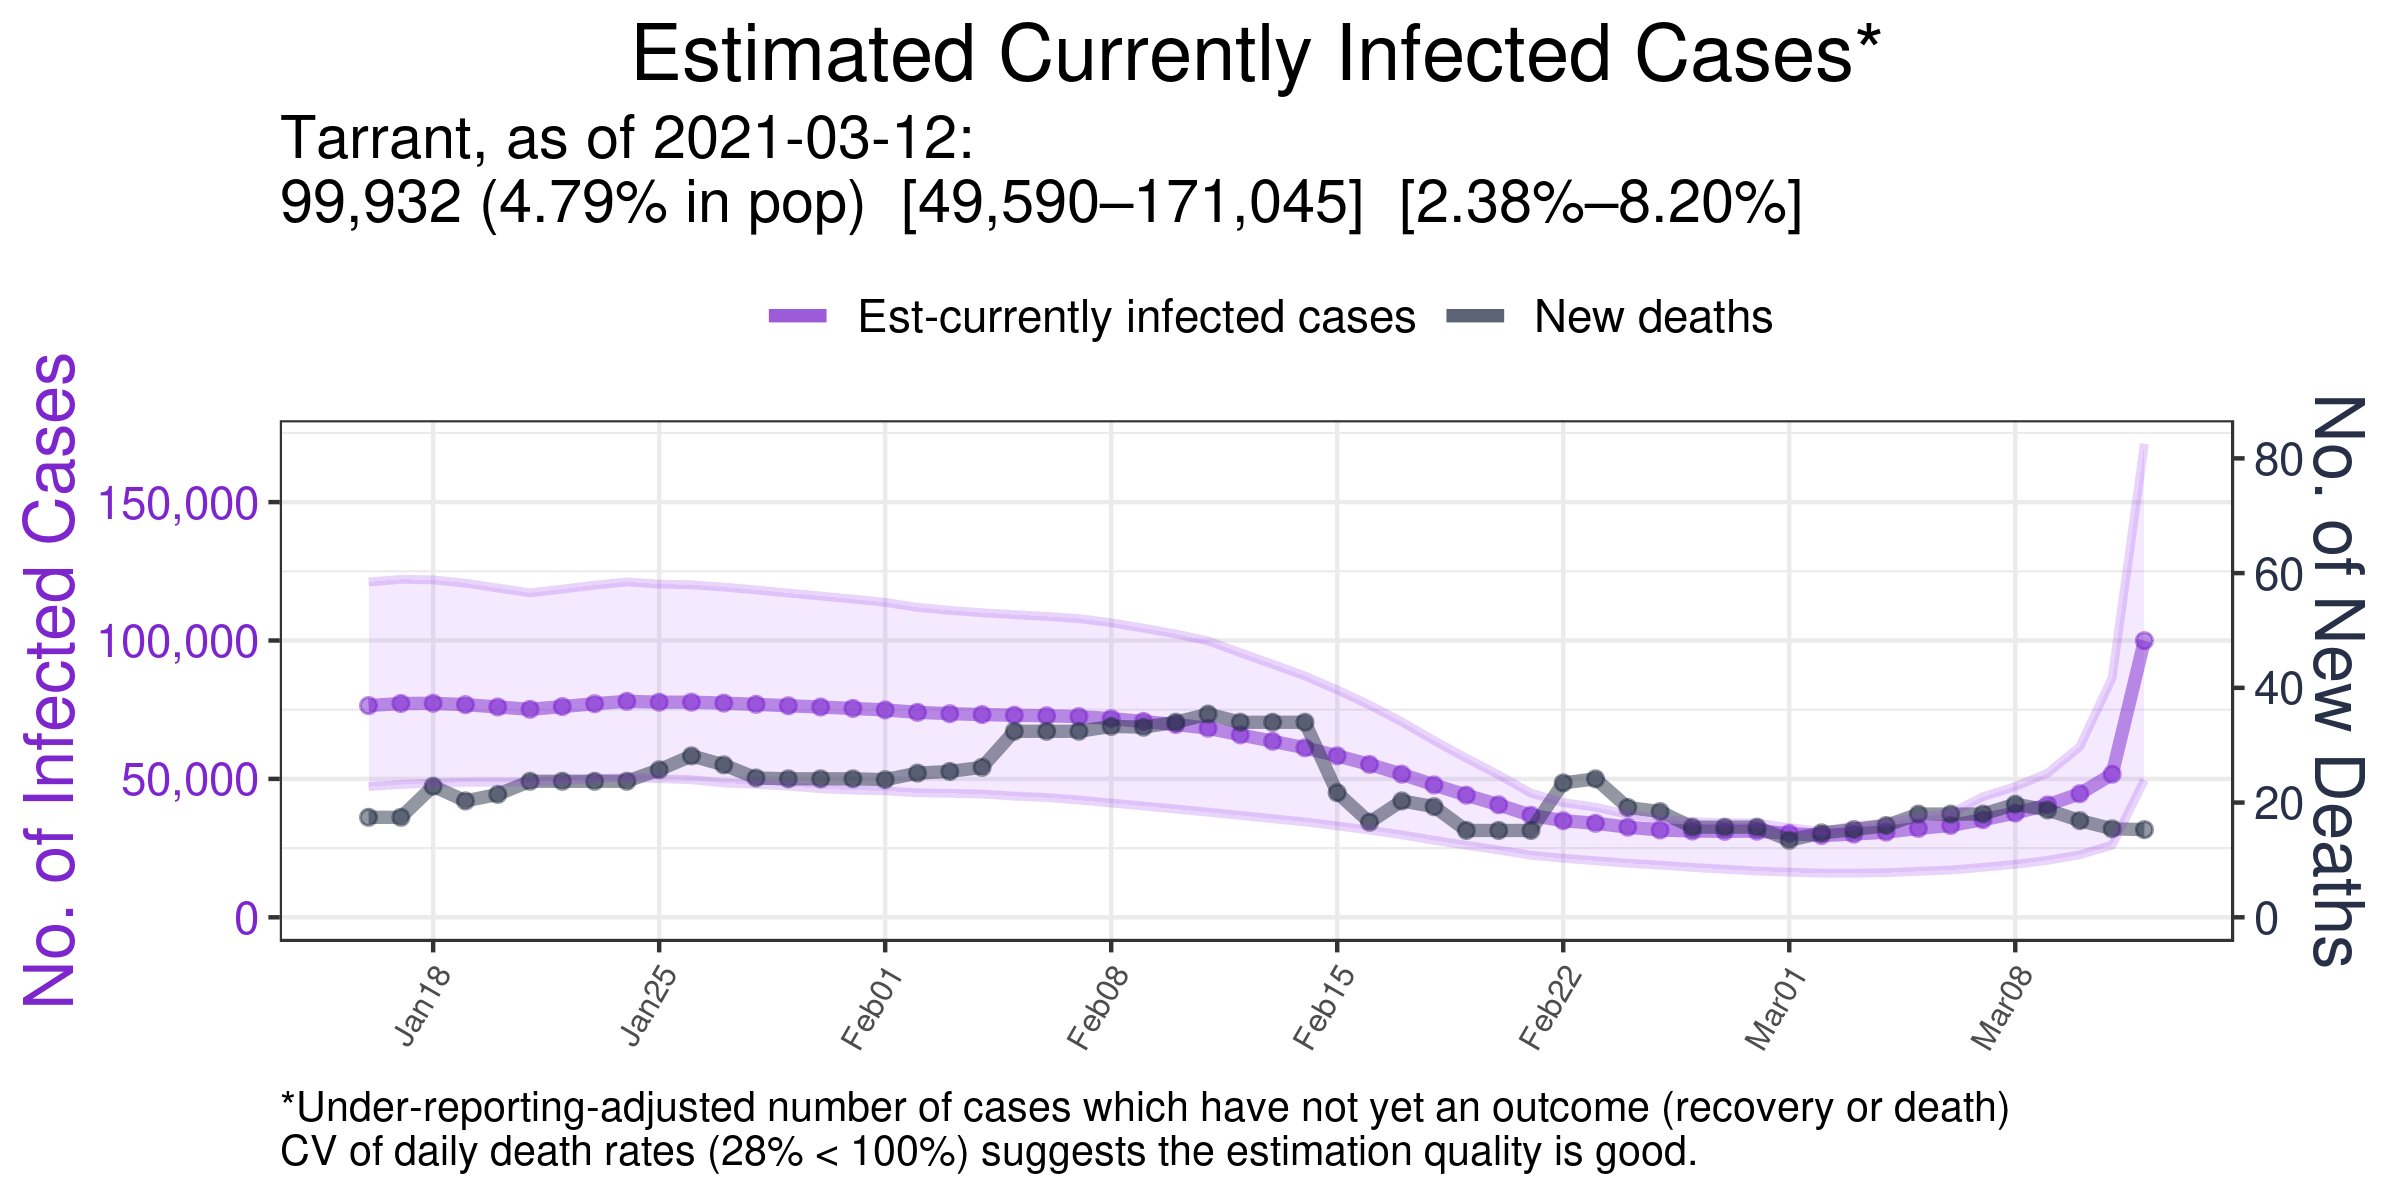 Estimated Currently Infected Cases*
Tarrant, as of 2021-03-12:
99,932 (4.79% in pop)  [49,590–171,045]  [2.38%–8.20%]
Est-currently infected cases
New deaths
No. of Infected Cases
150,000
100,000
50,000
0
80
60
40
20
0
No. of New Deaths
Jan18
Jan25
Feb01
Feb08
Feb15
Feb22
Mar01
Mar08
*Under-reporting-adjusted number of cases which have not yet an outcome (recovery or death)
CV of daily death rates (28% < 100%) suggests the estimation quality is good.